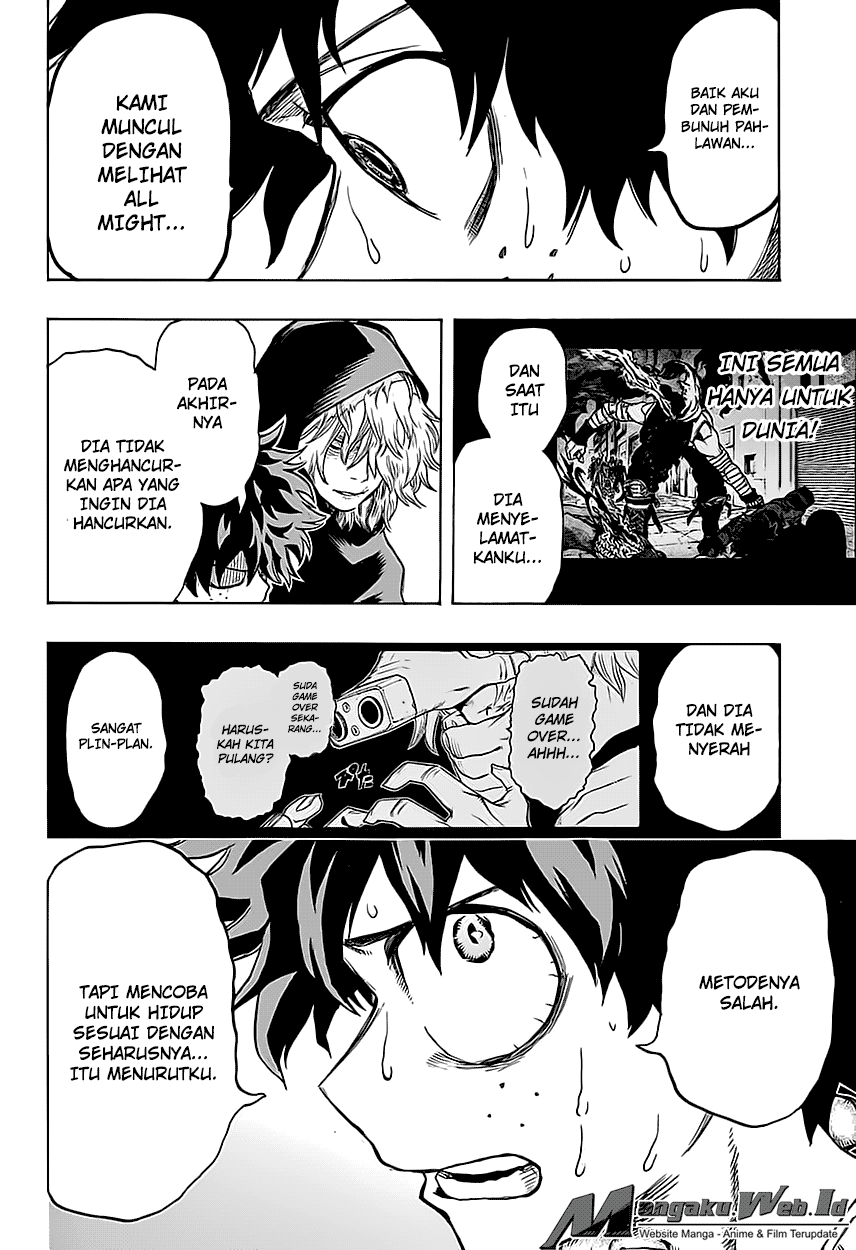 BAIK AKU
DAN PEM-
BUNUH PAH-
LAWAN...
KAMI
MUNCUL
DENGAN
MELIHAT
ALL
MIGHT...
INI SEMUA
HANYA UNTUK
DUNIA!
DAN
SAAT
ITU
DIA
MENYE-
LAMAT-
KANKU...
PADA
AKHIR-
NYA
DIA TIDAK
MENGHANCUR-
KAN APA YANG
INGIN DIA
HANCURKAN.
DAN DIA
TIDAK ME-
NYERAH
SUDAH
GAME
OVER...
AHHH...
SUDA
GAME
OVER
SEKA-
RANG...
HARUS-
KAH KITA
PULANG?
SANGAT
PLIN-PLAN.
METODENYA
SALAH.
TAPI MENCOBA
UNTUK HIDUP
SESUAI DENGAN
SEHARUSNYA...
ITU MENURUTKU.
MangakuWeb.Id
Website Manga - Anime & Film Terupdate